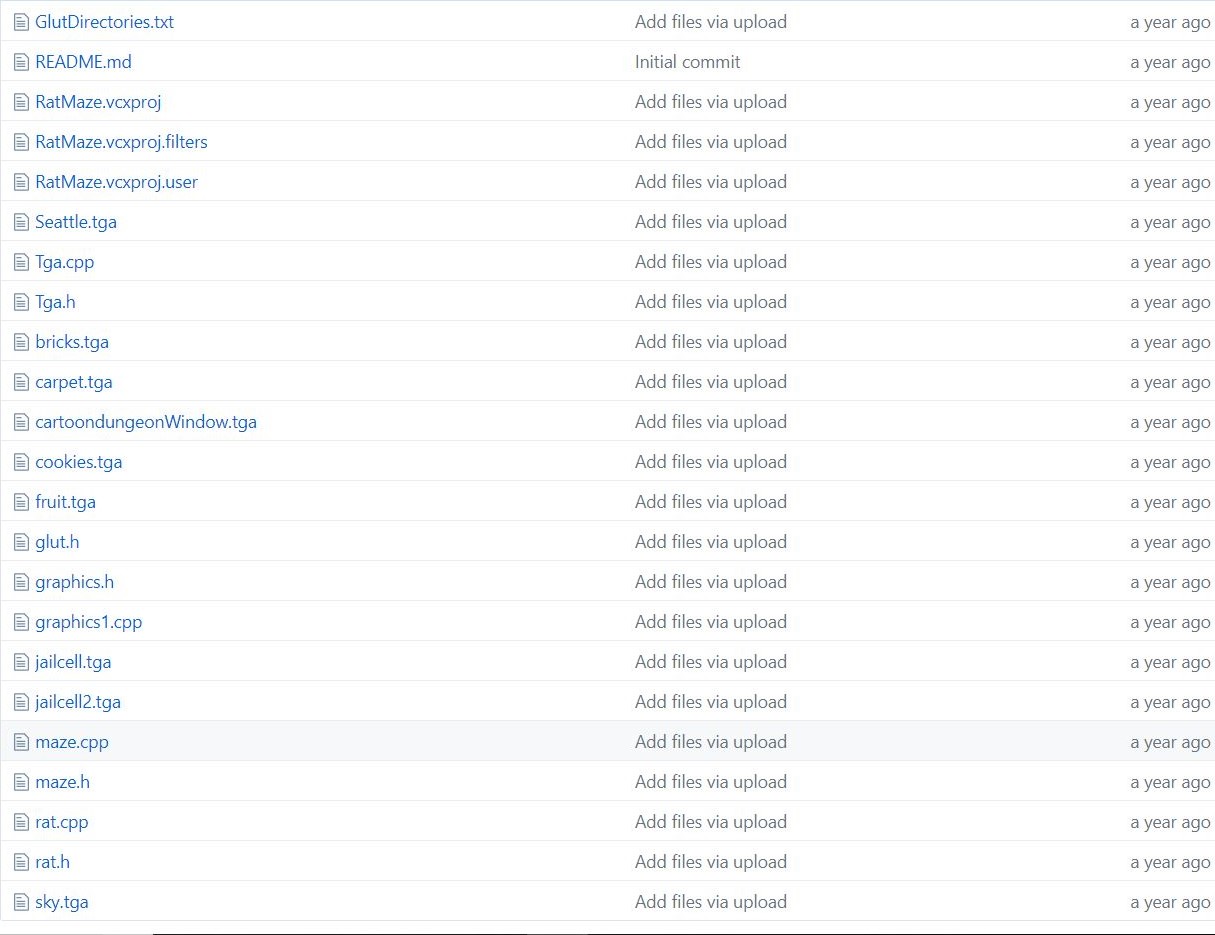 GlutDirectories.txt Add files via upload a year ago
README.md Initial commit a year ago
RatMaze.vcxproj Add files via upload a year ago
RatMaze.vcxproj.filters Add files via upload a year ago
RatMaze.vcxproj.user Add files via upload a year ago
Seattle.tga Add files via upload a year ago
Tga.cpp Add files via upload a year ago
Tga.h Add files via upload a year ago
bricks.tga Add files via upload a year ago
carpet.tga Add files via upload a year ago
cartoondungeonWindow.tga Add files via upload a year ago
cookies.tga Add files via upload a year ago
fruit.tga Add files via upload a year ago
glut.h Add files via upload a year ago
graphics.h Add files via upload a year ago
graphics1.cpp Add files via upload a year ago
jailcell.tga Add files via upload a year ago
jailcell2.tga Add files via upload a year ago
maze.cpp Add files via upload a year ago
maze.h Add files via upload a year ago
rat.cpp Add files via upload a year ago
rat.h Add files via upload a year ago
sky.tga Add files via upload a year ago